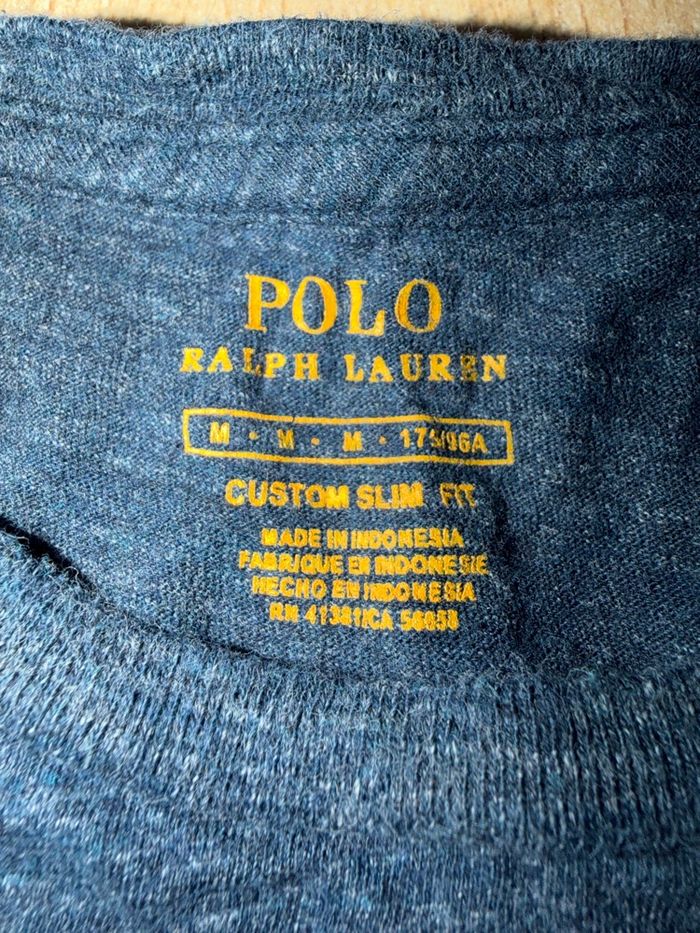 POLO
RALPH LAUREN
M • M • M • 175/96A
CUSTOM SLIM FIT
MADE IN INDONESIA
FABRIQUE EN INDONESIE
HECHO EN INDONESIA
RN 41381/CA 56858